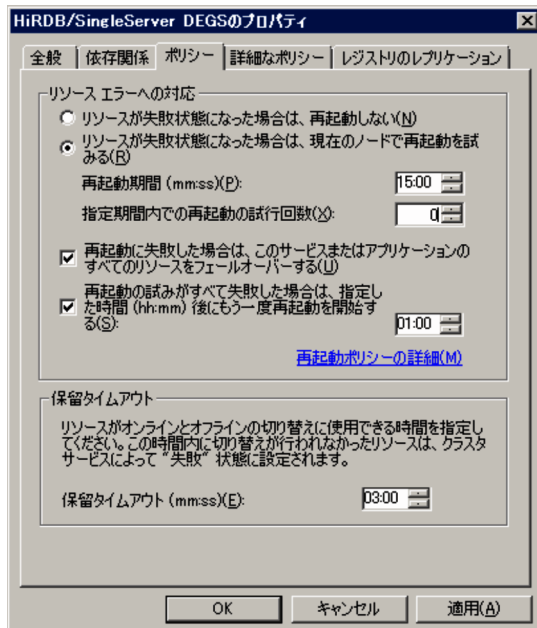 HiRDB/SingleServer DEGSのプロパティ
全般 依存関係 ポリシー 詳細なポリシー レジストリのレプリケーション
リソース エラーへの対応
リソースが失敗状態になった場合は、再起動しない(N)
リソースが失敗状態になった場合は、現在のノードで再起動を試
みる(R)
再起動期間 (mm:ss)(P): 15:00
指定期間内での再起動の試行回数(X): 0
再起動に失敗した場合は、このサービスまたはアプリケーションの
すべてのリソースをフェールオーバーする(U)
再起動の試みがすべて失敗した場合は、指定し
た時間 (hh:mm) 後にもう一度再起動を開始す
る(S): 01:00
再起動ポリシーの詳細(M)
保留タイムアウト
リソースがオンラインとオフラインの切り替えに使用できる時間を指定し
てください。この時間内に切り替えが行われなかったリソースは、クラスタ
サービスによって "失敗" 状態に設定されます。
保留タイムアウト (mm:ss)(E): 03:00
OK キャンセル 適用(A)